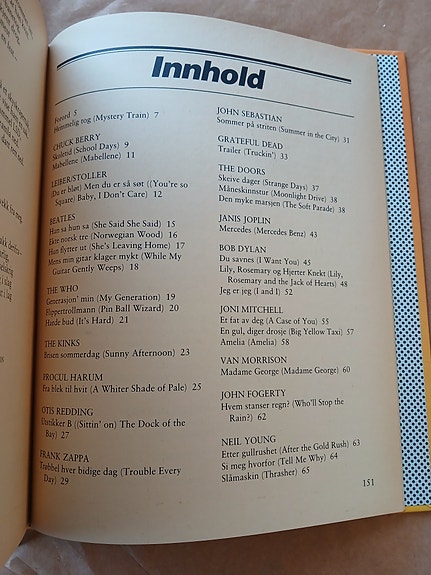 Innhold
Forord 5
Hemmelig tog (Mystery Train) 7
CHUCK BERRY
Skoletid (School Days) 9
Mabellene (Mabellene) 11
LEIBER/STOLLER
(Du er bløt) Men du er så søt ((You're so
Square) Baby, I Don't Care) 12
BEATLES
Hun sa hun sa (She Said She Said) 15
Ekte norsk tre (Norwegian Wood) 16
Hun flytter ut (She's Leaving Home) 17
Mens min gitar klager mykt (While My
Guitar Gently Weeps) 18
THE WHO
Generasjon' min (My Generation) 19
Flippertrollmann (Pin Ball Wizard) 20
Harde bud (It's Hard) 21
THE KINKS
Brisen sommerdag (Sunny Afternoon) 23
PROCUL HARUM
Fra blek til hvit (A Whiter Shade of Pale) 25
OTIS REDDING
Utstikker B ((Sittin' on) The Dock of the
Bay) 27
FRANK ZAPPA
Trøbbel hver bidige dag (Trouble Every
Day) 29
JOHN SEBASTIAN
Sommer på striten (Summer in the City) 31
GRATEFUL DEAD
Trailer (Truckin') 33
THE DOORS
Skeive dager (Strange Days) 37
Måneskinnstur (Moonlight Drive) 38
Den myke marsjen (The Soft Parade) 38
JANIS JOPLIN
Mercedes (Mercedes Benz) 43
BOB DYLAN
Du savnes (I Want You) 45
Lily, Rosemary og Hjerter Knekt (Lily,
Rosemary and the Jack of Hearts) 48
Jeg er jeg (I and I) 52
JONI MITCHELL
Et fat av deg (A Case of You) 55
En gul, diger drosje (Big Yellow Taxi) 57
Amelia (Amelia) 58
VAN MORRISON
Madame George (Madame George) 60
JOHN FOGERTY
Hvem stanser regn? (Who'll Stop the
Rain?) 62
NEIL YOUNG
Etter gullrushet (After the Gold Rush) 63
Si meg hvorfor (Tell Me Why) 64
Slåmaskin (Thrasher) 65
151